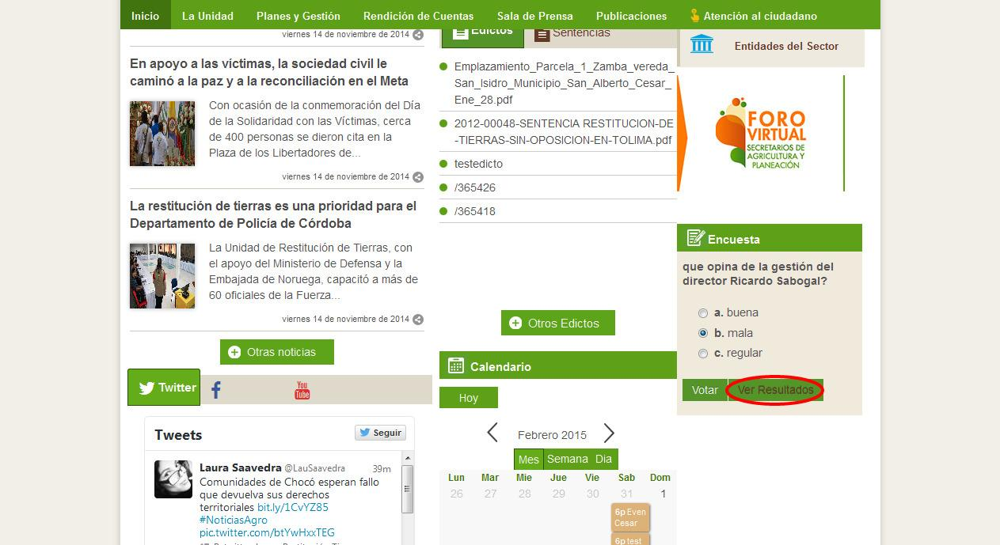 Inicio La Unidad Planes y Gestión Rendición de Cuentas Sala de Prensa Publicaciones Atención al ciudadano
viernes 14 de noviembre de 2014
En apoyo a las víctimas, la sociedad civil le
caminó a la paz y a la reconciliación en el Meta
Con ocasión de la conmemoración del Día
de la Solidaridad con las Víctimas, cerca
de 400 personas se dieron cita en la
Plaza de los Libertadores de...
viernes 14 de noviembre de 2014
La restitución de tierras es una prioridad para el
Departamento de Policía de Córdoba
La Unidad de Restitución de Tierras, con
el apoyo del Ministerio de Defensa y la
Embajada de Noruega, capacitó a más de
60 oficiales de la Fuerza...
viernes 14 de noviembre de 2014
Otras noticias
Twitter
You
Tube
Tweets
Seguir
Laura Saavedra @LauSaavedra 39m
Comunidades de Chocó esperan fallo
que devuelva sus derechos
territoriales bit.ly/1CvYZ85
#NoticiasAgro
pic.twitter.com/btYwHxxTEG
Edictos Sentencias
Emplazamiento_Parcela_1_Zamba_vereda_
San_Isidro_Municipio_San_Alberto_Cesar_
Ene_28.pdf
2012-00048-SENTENCIA RESTITUCION-DE
-TIERRAS-SIN-OPOSICION-EN-TOLIMA.pdf
testedicto
/365426
/365418
Otros Edictos
Calendario
Hoy
Febrero 2015
Mes Semana Dia
Lun Mar Mie Jue Vie Sab Dom
26 27 28 29 30 31 1
6p Even
Cesar
6p test
Entidades del Sector
FORO
VIRTUAL
SECRETARIOS DE
AGRICULTURA Y
PLANEACIÓN
Encuesta
que opina de la gestión del
director Ricardo Sabogal?
a. buena
b. mala
c. regular
Votar Ver Resultados